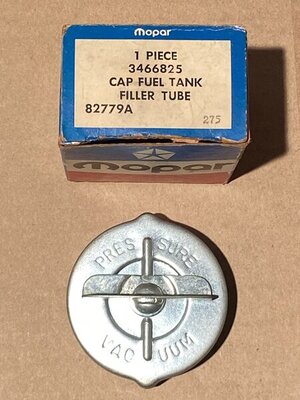 mopar
1 PIECE
3466825
CAP FUEL TANK
FILLER TUBE
82779A
275
mopar
PRES SURE
VAC UUM